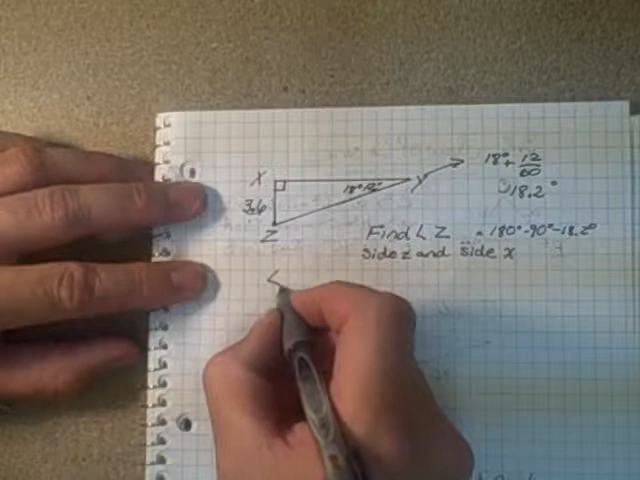 X
18°12'
Y
18° + 12/60
18.2°
3.6
Z
Find ∠ Z = 180° - 90° - 18.2°
side z and side x
∠